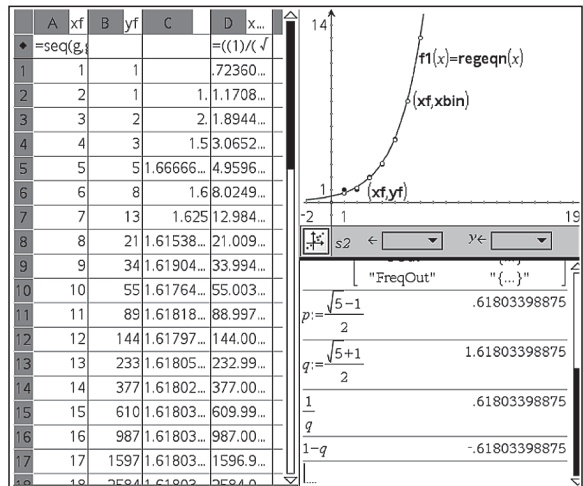 A xf B yf C D x...
◆ =seq(g,g =((1)/( √
1 1 1 .72360...
2 2 1 1. 1.1708...
3 3 2 2. 1.8944...
4 4 3 1.5 3.0652...
5 5 5 1.66666... 4.9596...
6 6 8 1.6 8.0249...
7 7 13 1.625 12.984...
8 8 21 1.61538... 21.009...
9 9 34 1.61904... 33.994...
10 10 55 1.61764... 55.003...
11 11 89 1.61818... 88.997...
12 12 144 1.61797... 144.00...
13 13 233 1.61805... 232.99...
14 14 377 1.61802... 377.00...
15 15 610 1.61803... 609.99...
16 16 987 1.61803... 987.00...
17 17 1597 1.61803... 1596.9...
18 18 2584 1.61803... 2584.0...
14
f1(x)=regeqn(x)
(xf,xbin)
1 (xf,yf)
-2 1 19
s2 ← y←
"FreqOut" "{...}"
p:=(√5-1)/2 .61803398875
q:=(√5+1)/2 1.61803398875
1/q .61803398875
1-q -.61803398875